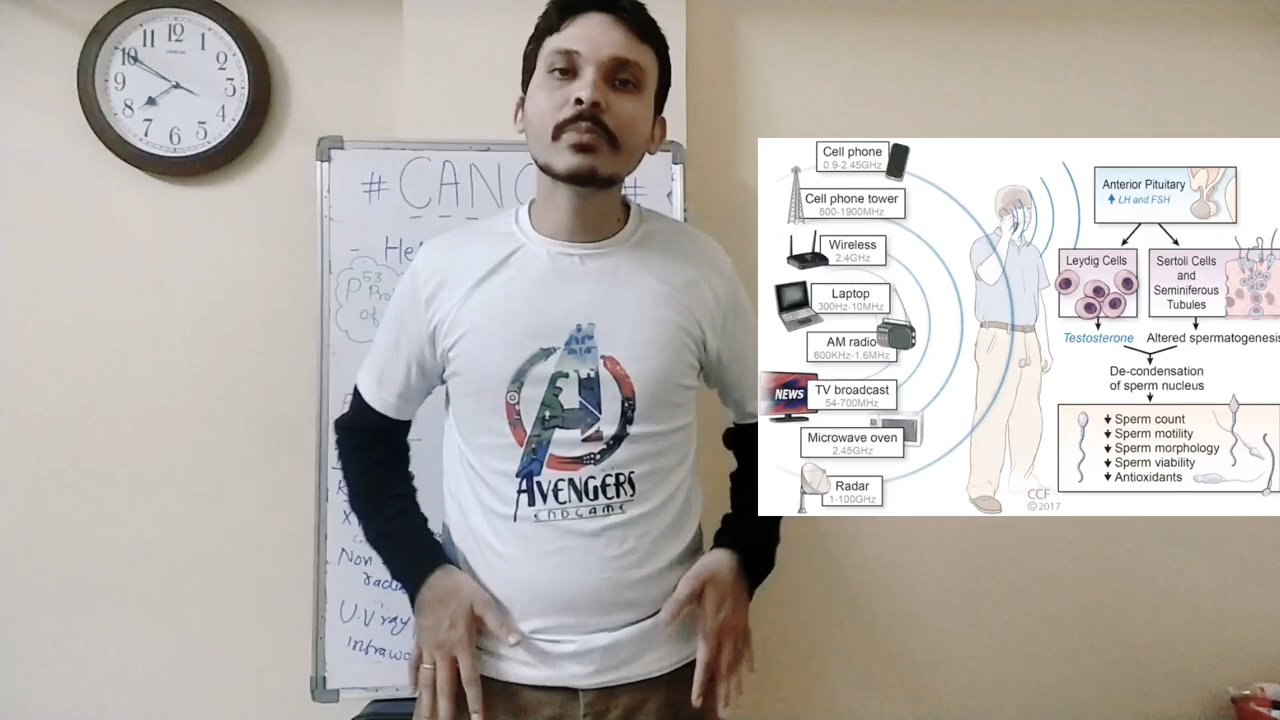 11 12 1
10 2
9 3
8 4
7 6 5
# CANC #
- He
P53
Pro
of
Non
radi
U.V ray
Infrawa
AVENGERS
ENDGAME
Cell phone
0.9-2.45GHz
Cell phone tower
800-1900MHz
Wireless
2.4GHz
Laptop
300Hz-10MHz
AM radio
600KHz-1.6MHz
NEWS
TV broadcast
54-700MHz
Microwave oven
2.45GHz
Radar
1-100GHz
CCF
©2017
Anterior Pituitary
LH and FSH
Leydig Cells
Sertoli Cells
and
Seminiferous
Tubules
Testosterone
Altered spermatogenesis
De-condensation
of sperm nucleus
Sperm count
Sperm motility
Sperm morphology
Sperm viability
Antioxidants